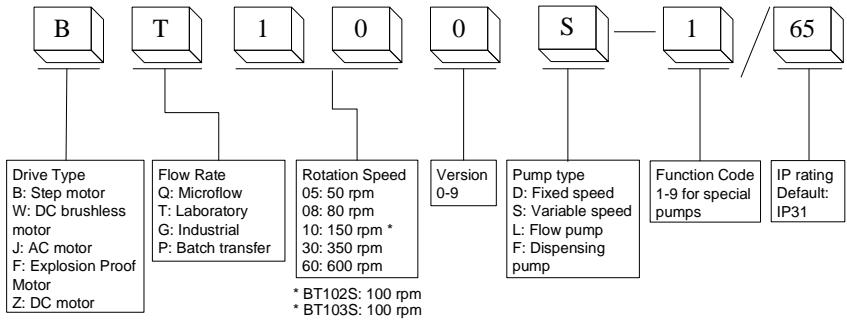 B T 1 0 0 S 1 65
Drive Type
B: Step motor
W: DC brushless
motor
J: AC motor
F: Explosion Proof
Motor
Z: DC motor
Flow Rate
Q: Microflow
T: Laboratory
G: Industrial
P: Batch transfer
Rotation Speed
05: 50 rpm
08: 80 rpm
10: 150 rpm *
30: 350 rpm
60: 600 rpm
* BT102S: 100 rpm
* BT103S: 100 rpm
Version
0-9
Pump type
D: Fixed speed
S: Variable speed
L: Flow pump
F: Dispensing
pump
Function Code
1-9 for special
pumps
IP rating
Default:
IP31